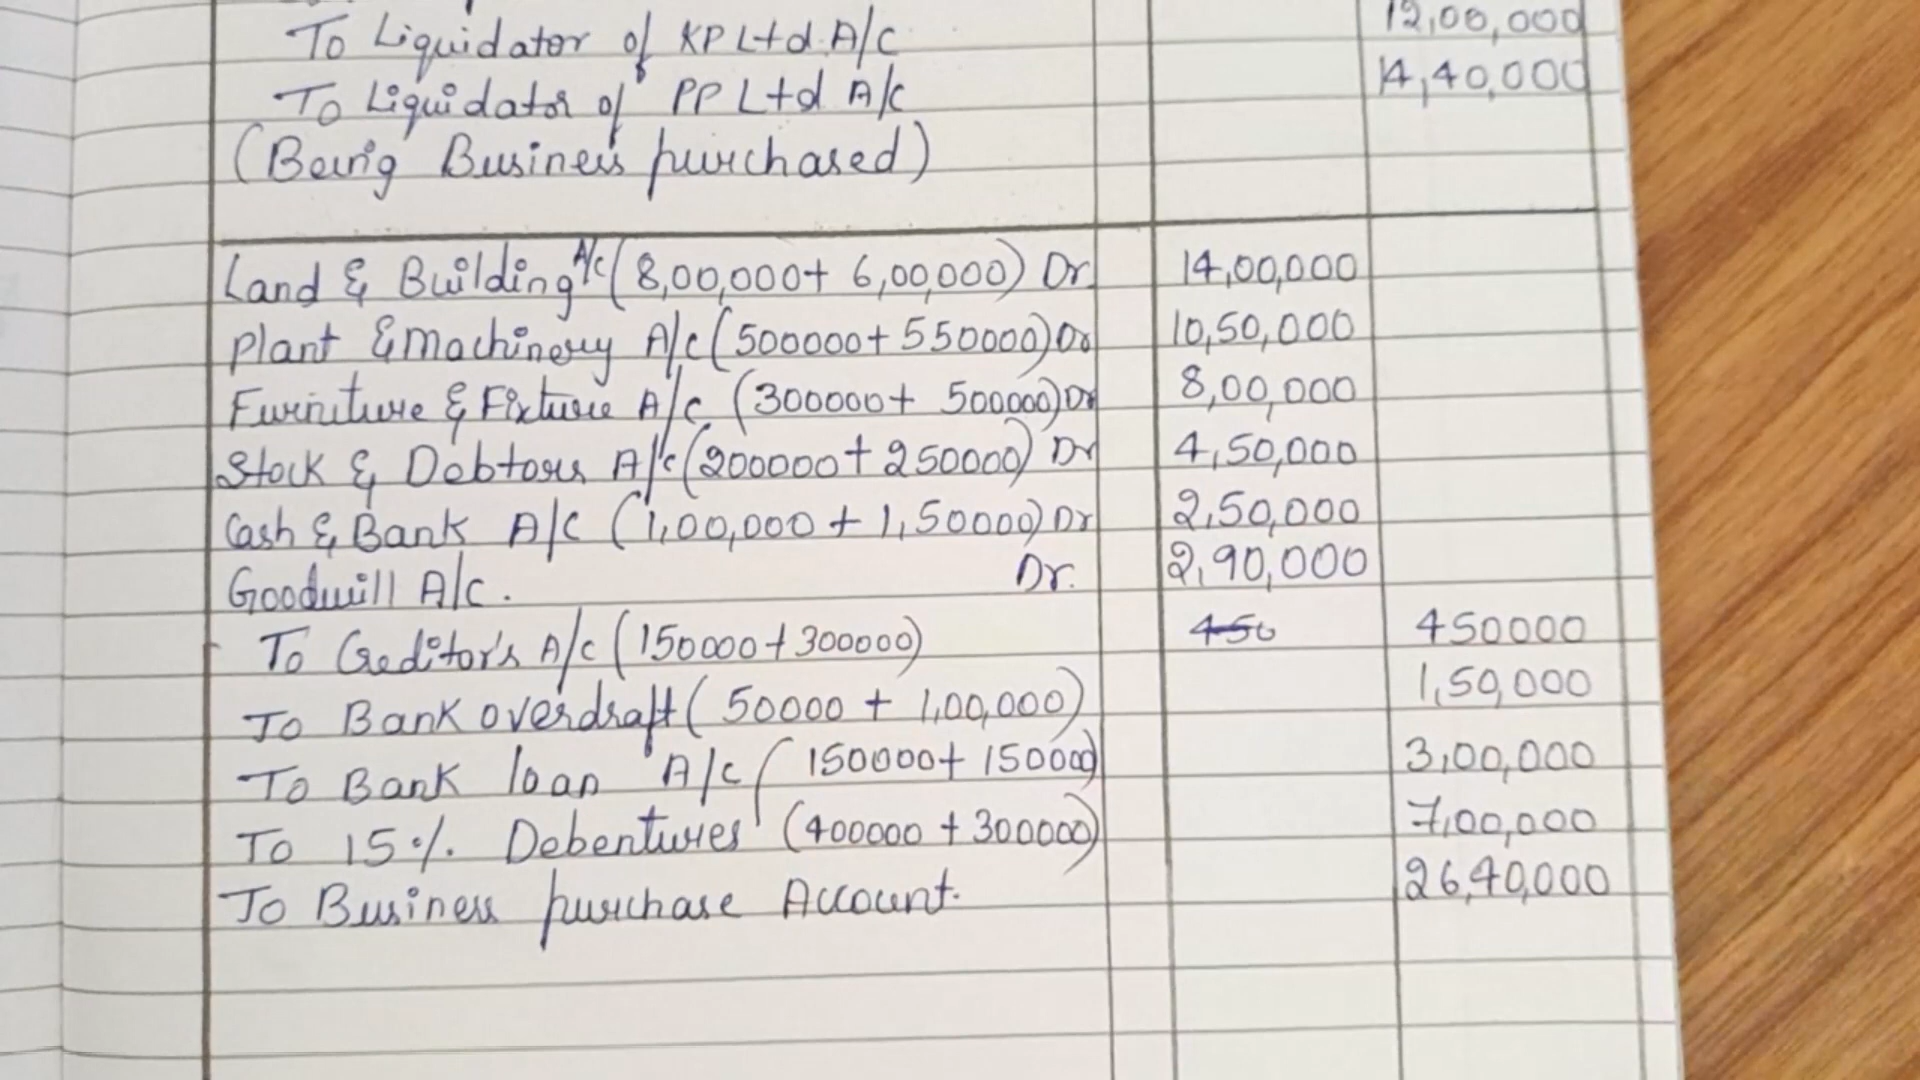 To Liquidator of KP Ltd. A/C 12,00,000
To Liquidator of PP Ltd A/C 14,40,000
(Being Business purchased)
Land & Building A/c (8,00,000+ 6,00,000) Dr 14,00,000
Plant & Machinery A/c (500000+ 550000) Dr 10,50,000
Furniture & Fixture A/c (300000+ 500000) Dr 8,00,000
Stock & Debtors A/c (200000+ 250000) Dr 4,50,000
Cash & Bank A/C (1,00,000 + 1,50000) Dr 2,50,000
Goodwill A/C. Dr. 2,90,000
To Creditor's A/c (150000+300000) 450 450000
To Bank overdraft (50000 + 1,00,000) 1,50,000
To Bank loan A/c (150000+ 150000) 3,00,000
To 15%. Debentures (400000 + 300000) 7,00,000
To Business purchase Account. 26,40,000